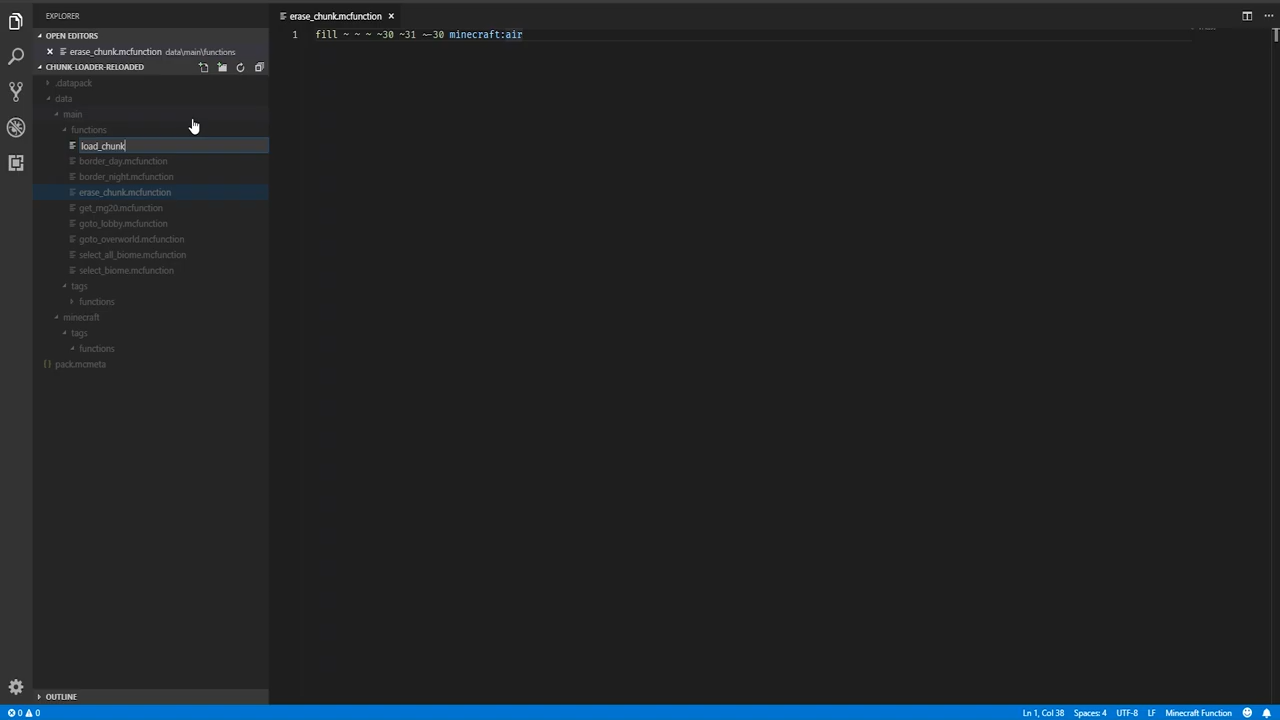 EXPLORER
OPEN EDITORS
erase_chunk.mcfunction data\main\functions
CHUNK-LOADER-RELOADED
.datapack
data
main
functions
load_chunk
border_day.mcfunction
border_night.mcfunction
erase_chunk.mcfunction
get_mg20.mcfunction
goto_lobby.mcfunction
goto_overworld.mcfunction
select_all_biome.mcfunction
select_biome.mcfunction
tags
functions
minecraft
tags
functions
{} pack.mcmeta
OUTLINE
erase_chunk.mcfunction
1 fill ~ ~ ~ ~30 ~31 ~-30 minecraft:air
0 0 Ln 1, Col 38 Spaces: 4 UTF-8 LF Minecraft Function